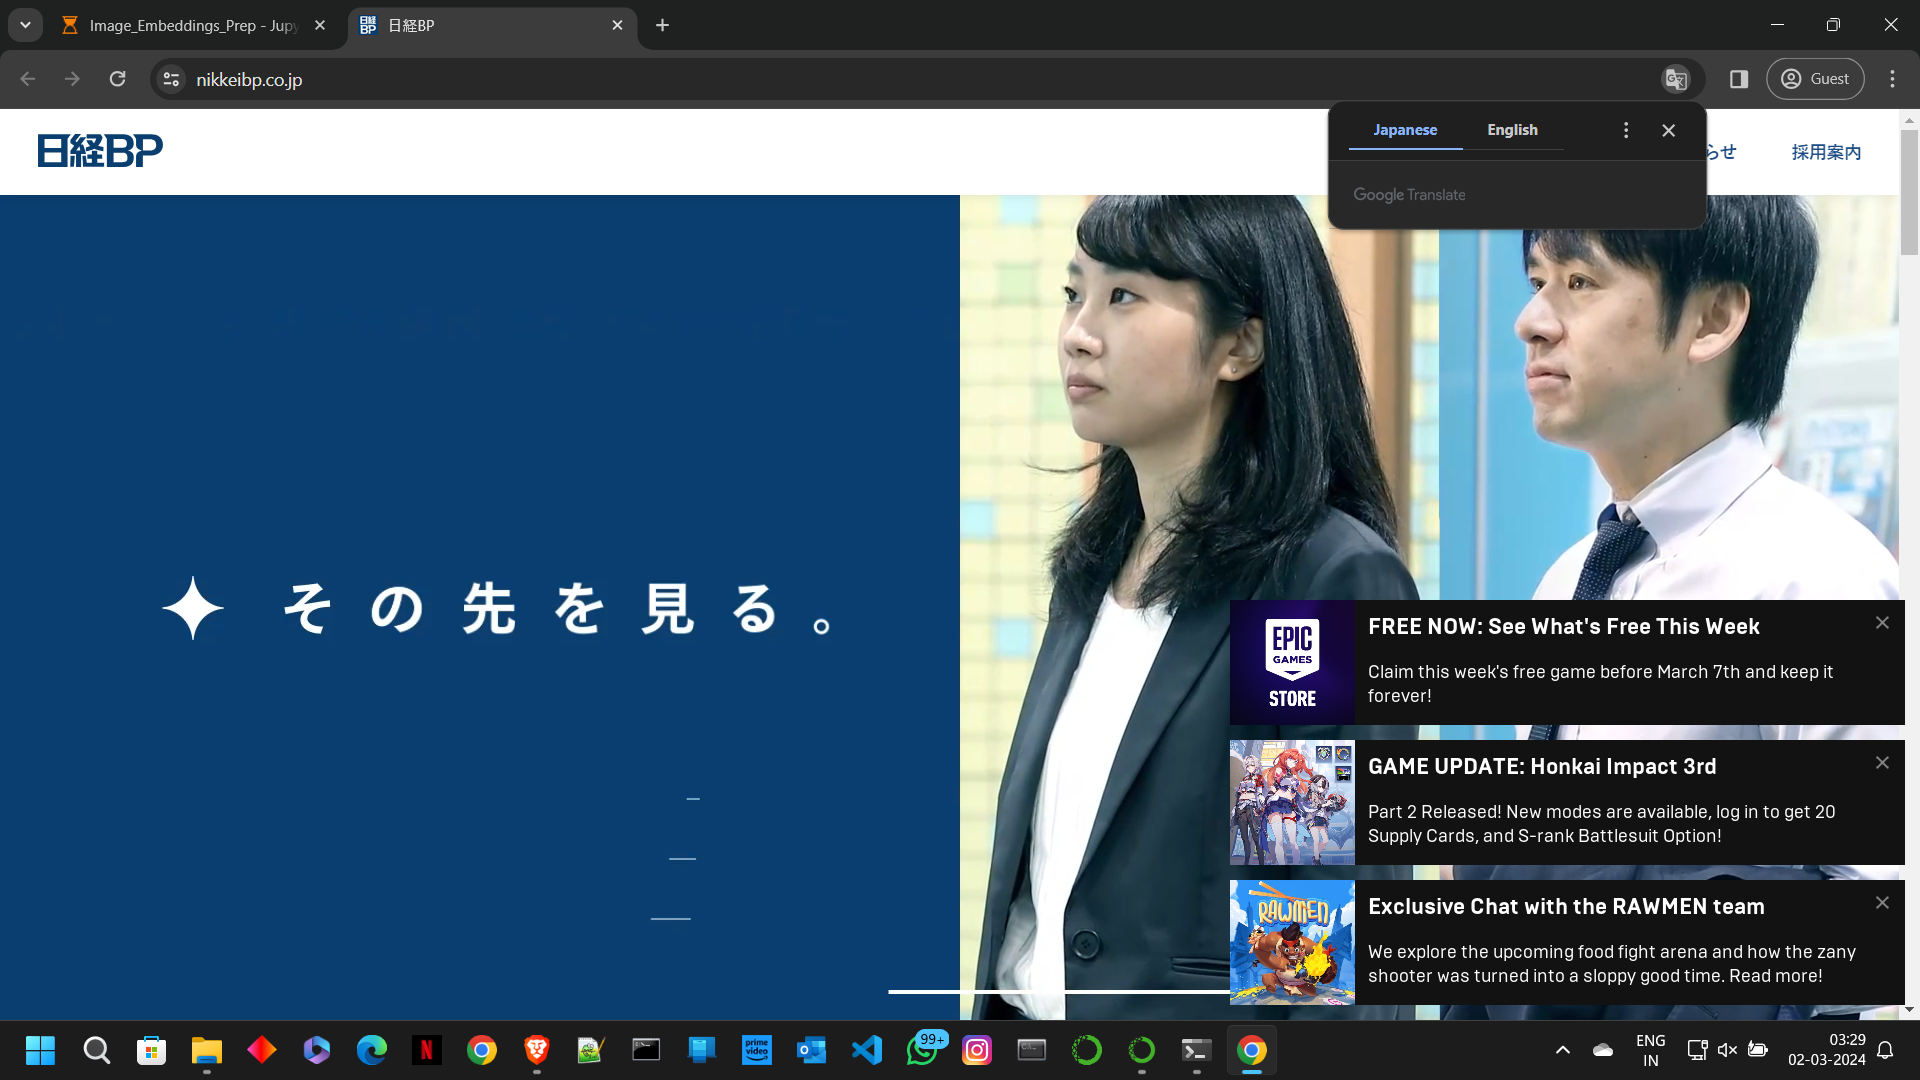 Image_Embeddings_Prep - Jupy
日経BP
nikkeibp.co.jp
Guest
日経BP
Japanese
English
Google Translate
らせ
採用案内
その先を見る。
EPIC
GAMES
STORE
FREE NOW: See What's Free This Week
Claim this week's free game before March 7th and keep it
forever!
GAME UPDATE: Honkai Impact 3rd
Part 2 Released! New modes are available, log in to get 20
Supply Cards, and S-rank Battlesuit Option!
RAWMEN
Exclusive Chat with the RAWMEN team
We explore the upcoming food fight arena and how the zany
shooter was turned into a sloppy good time. Read more!
prime
video
99+
ENG
IN
03:29
02-03-2024